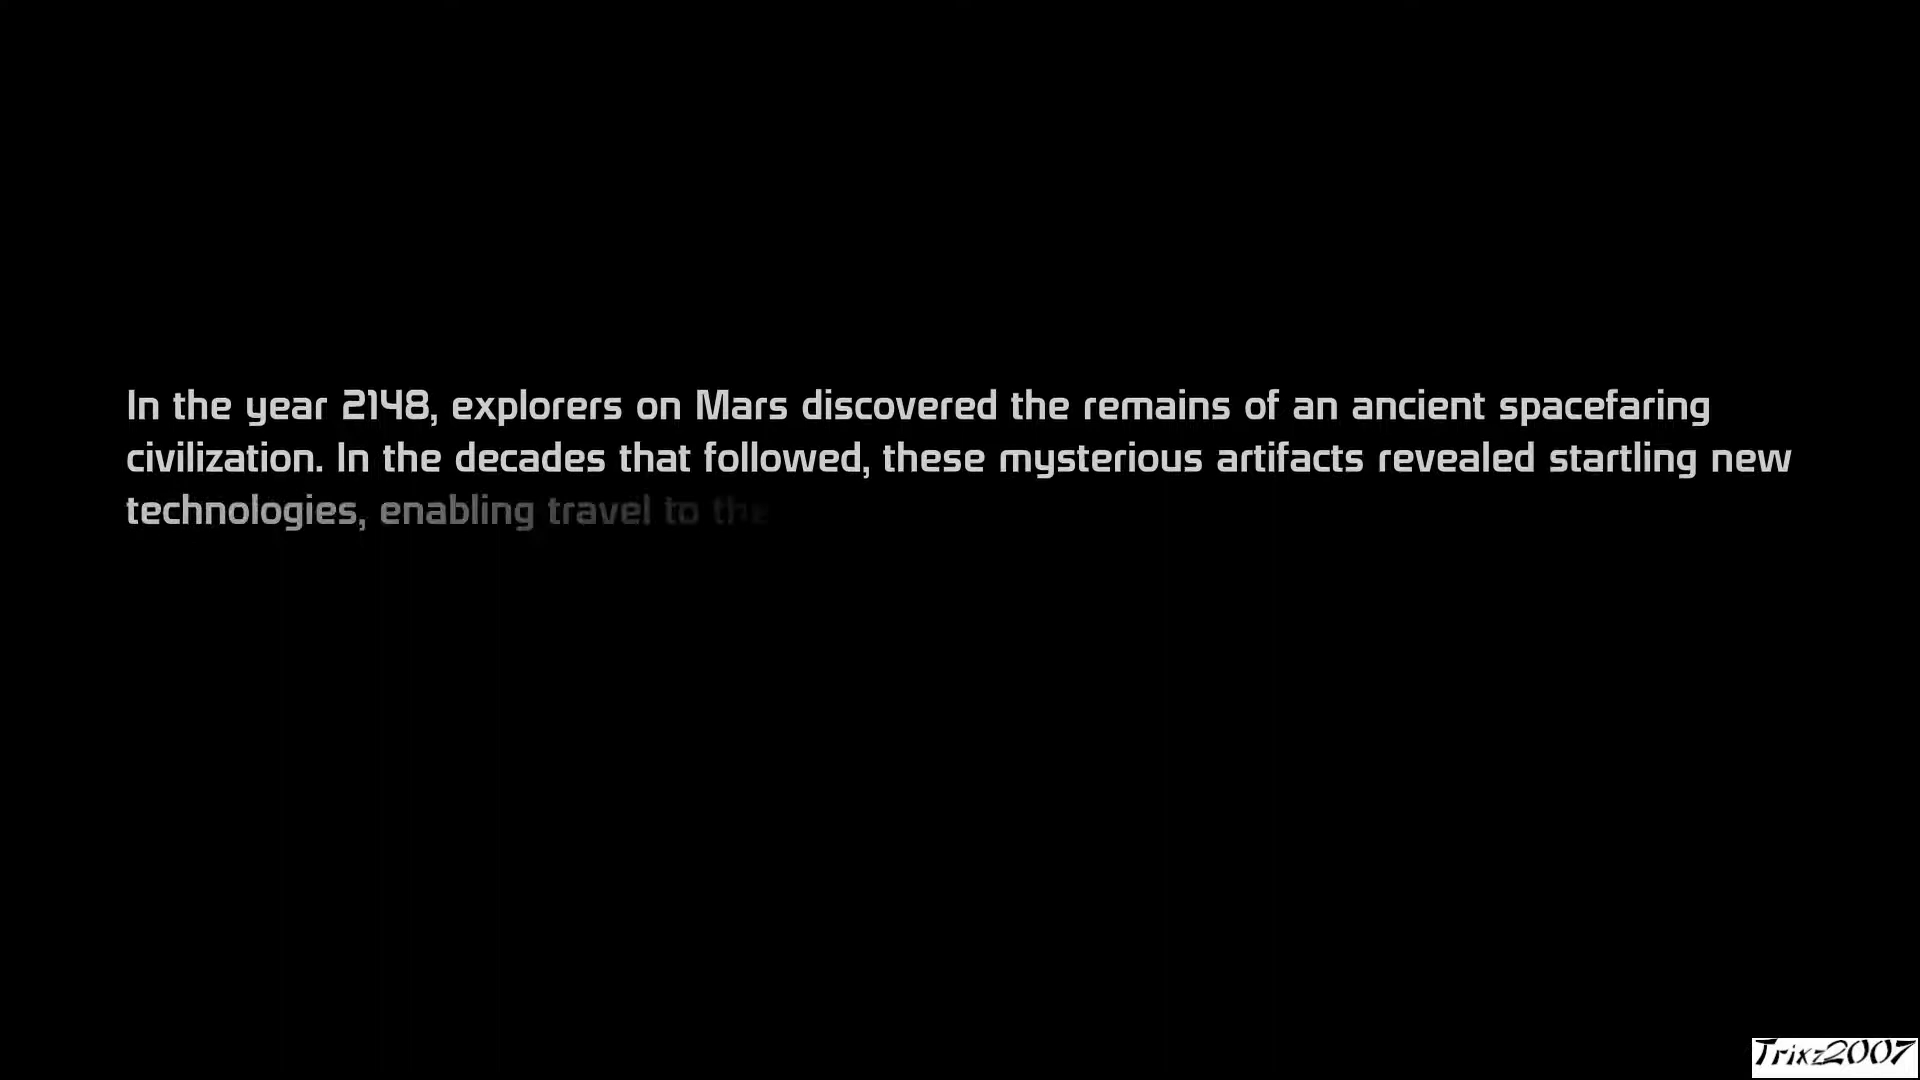 In the year 2148, explorers on Mars discovered the remains of an ancient spacefaring
civilization. In the decades that followed, these mysterious artifacts revealed startling new
technologies, enabling travel to the
Trixz2007